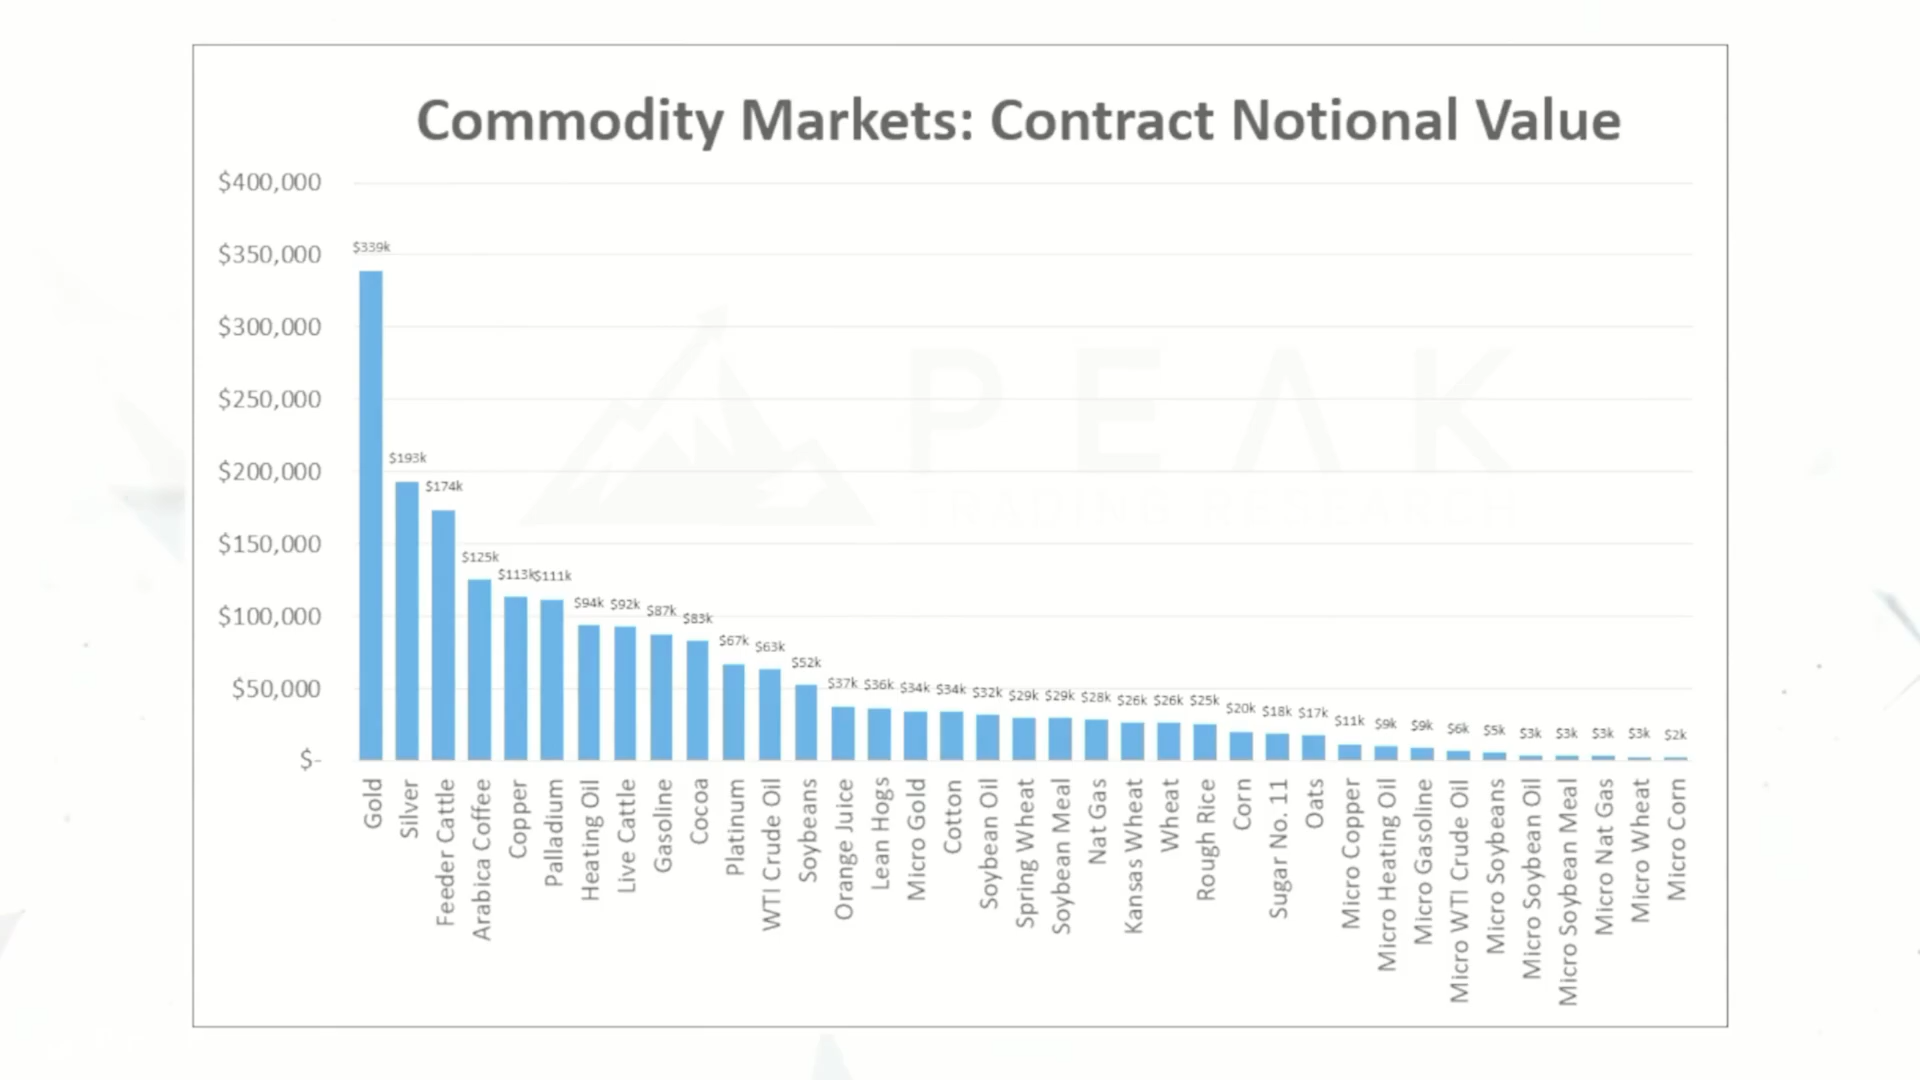 Commodity Markets: Contract Notional Value
$400,000
$350,000
$300,000
$250,000
$200,000
$150,000
$100,000
$50,000
$-
$339k
$193k
$174k
$125k
$113k
$111k
$94k
$92k
$87k
$83k
$67k
$63k
$52k
$37k
$36k
$34k
$34k
$32k
$29k
$29k
$28k
$26k
$26k
$25k
$20k
$18k
$17k
$11k
$9k
$9k
$6k
$5k
$3k
$3k
$3k
$3k
$2k
Gold
Silver
Feeder Cattle
Arabica Coffee
Copper
Palladium
Heating Oil
Live Cattle
Gasoline
Cocoa
Platinum
WTI Crude Oil
Soybeans
Orange Juice
Lean Hogs
Micro Gold
Cotton
Soybean Oil
Spring Wheat
Soybean Meal
Nat Gas
Kansas Wheat
Wheat
Rough Rice
Corn
Sugar No. 11
Oats
Micro Copper
Micro Heating Oil
Micro Gasoline
Micro WTI Crude Oil
Micro Soybeans
Micro Soybean Oil
Micro Soybean Meal
Micro Nat Gas
Micro Wheat
Micro Corn
PEAK
TRADING RESEARCH